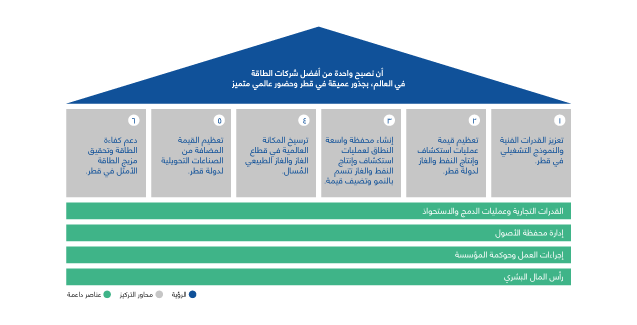 أن نصبح واحدة من أفضل شركات الطاقة
في العالم، بجذور عميقة في قطر وحضور عالمي متميز
١
تعزيز القدرات الفنية
والنموذج التشغيلي
في قطر.
٢
تعظيم قيمة
عمليات استكشاف
وإنتاج النفط والغاز
لدولة قطر.
٣
إنشاء محفظة واسعة
النطاق لعمليات
استكشاف وإنتاج
النفط والغاز تتسم
بالنمو وتضيف قيمة.
٤
ترسيخ المكانة
العالمية في قطاع
الغاز والغاز الطبيعي
المُسال.
٥
تعظيم القيمة
المضافة من
الصناعات التحويلية
لدولة قطر.
٦
دعم كفاءة
الطاقة وتحقيق
مزيج الطاقة
الأمثل في قطر.
القدرات التجارية وعمليات الدمج والاستحواذ
إدارة محفظة الأصول
إجراءات العمل وحوكمة المؤسسة
رأس المال البشري
الرؤية
محاور التركيز
عناصر داعمة